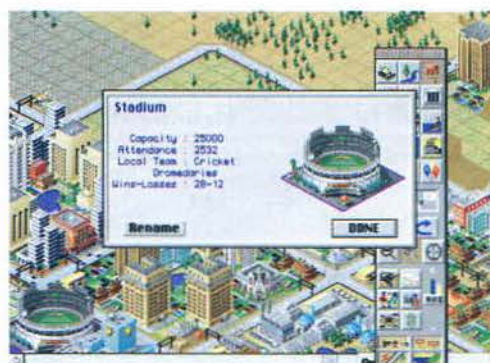 Stadium
Capacity : 25000
Attendance : 2532
Local Team : Cricket
Dromedaries
Wins-Losses : 28-12
Rename
DONE